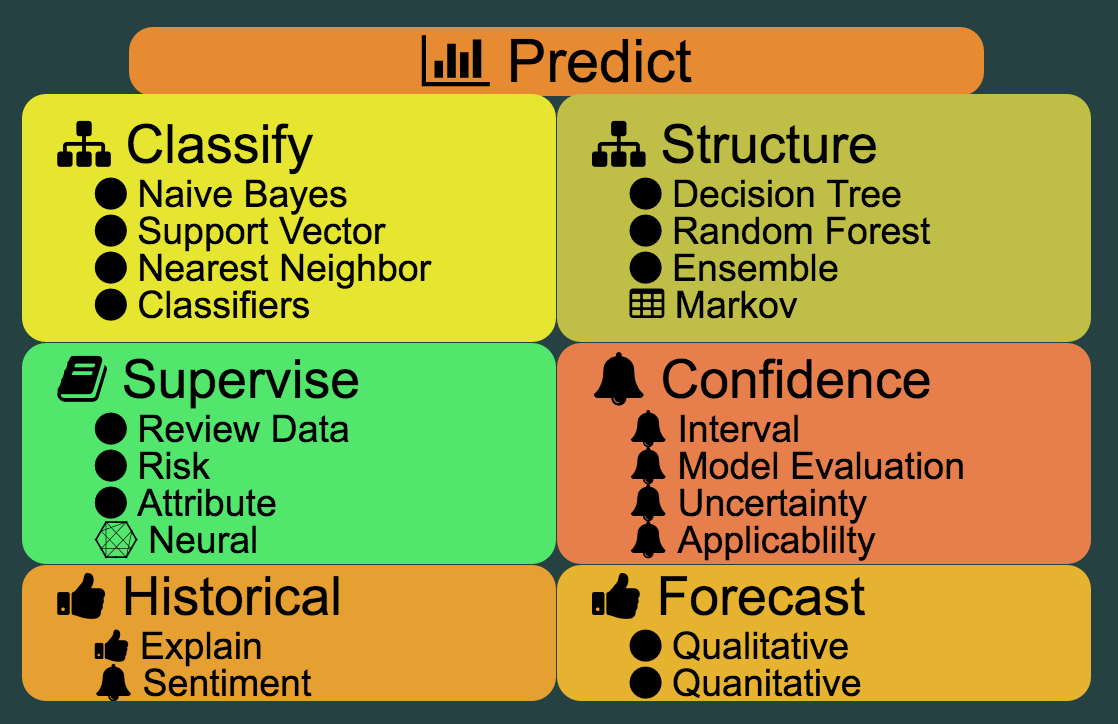 Predict
Classify
Naive Bayes
Support Vector
Nearest Neighbor
Classifiers
Structure
Decision Tree
Random Forest
Ensemble
Markov
Supervise
Review Data
Risk
Attribute
Neural
Confidence
Interval
Model Evaluation
Uncertainty
Applicablilty
Historical
Explain
Sentiment
Forecast
Qualitative
Quanitative